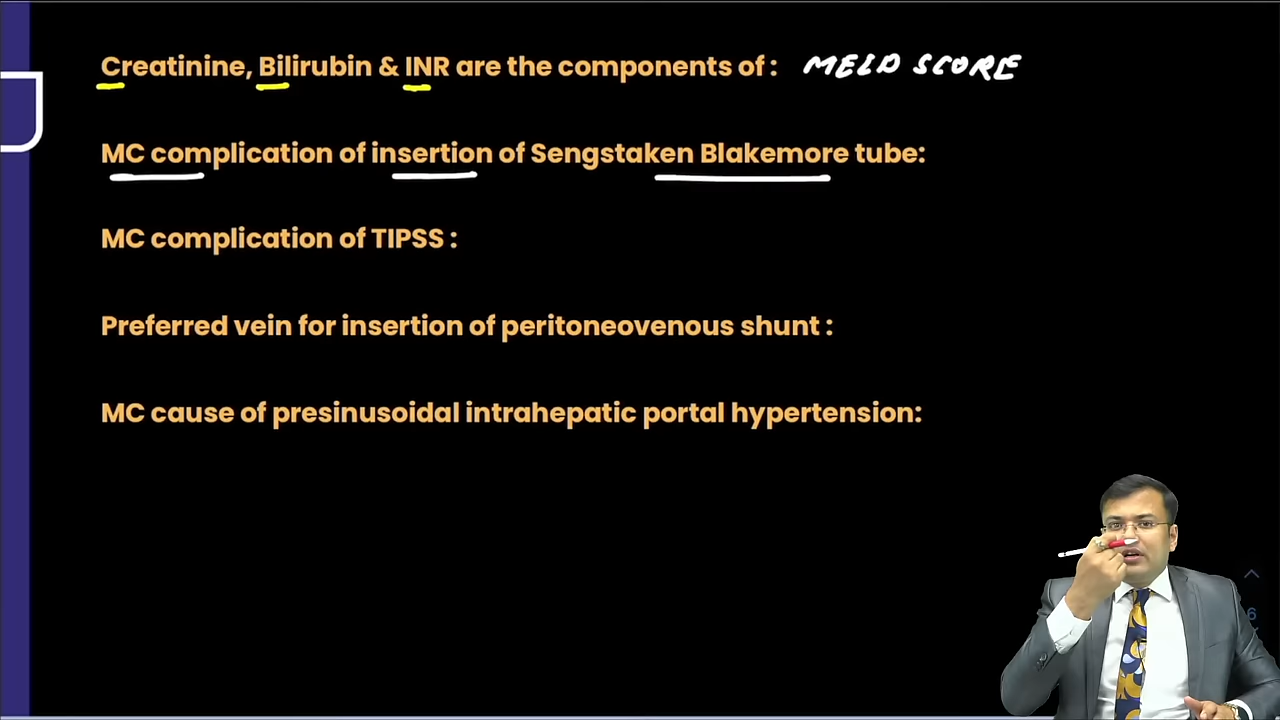 Creatinine, Bilirubin & INR are the components of : MELD SCORE
MC complication of insertion of Sengstaken Blakemore tube:
MC complication of TIPSS :
Preferred vein for insertion of peritoneovenous shunt :
MC cause of presinusoidal intrahepatic portal hypertension:
6